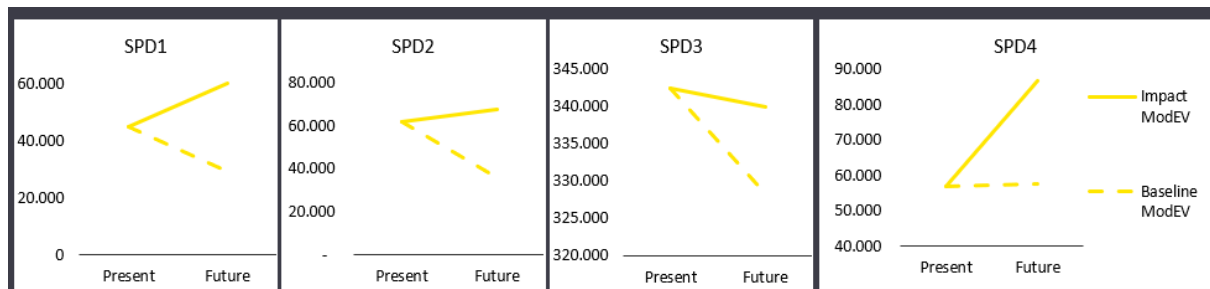 SPD1
60.000
40.000
20.000
0
Present Future
SPD2
80.000
60.000
40.000
20.000
-
Present Future
SPD3
345.000
340.000
335.000
330.000
325.000
320.000
Present Future
SPD4
90.000
80.000
70.000
60.000
50.000
40.000
Present Future
Impact
ModEV
Baseline
ModEV